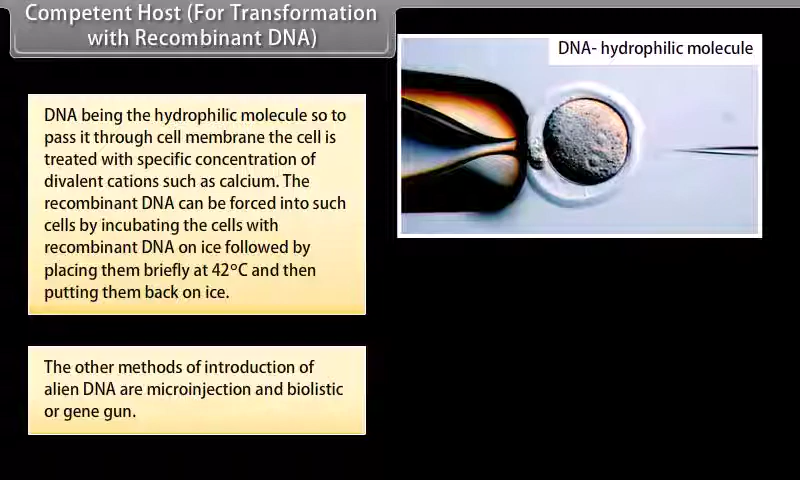 Competent Host (For Transformation
with Recombinant DNA)
DNA- hydrophilic molecule
DNA being the hydrophilic molecule so to
pass it through cell membrane the cell is
treated with specific concentration of
divalent cations such as calcium. The
recombinant DNA can be forced into such
cells by incubating the cells with
recombinant DNA on ice followed by
placing them briefly at 42ºC and then
putting them back on ice.
The other methods of introduction of
alien DNA are microinjection and biolistic
or gene gun.